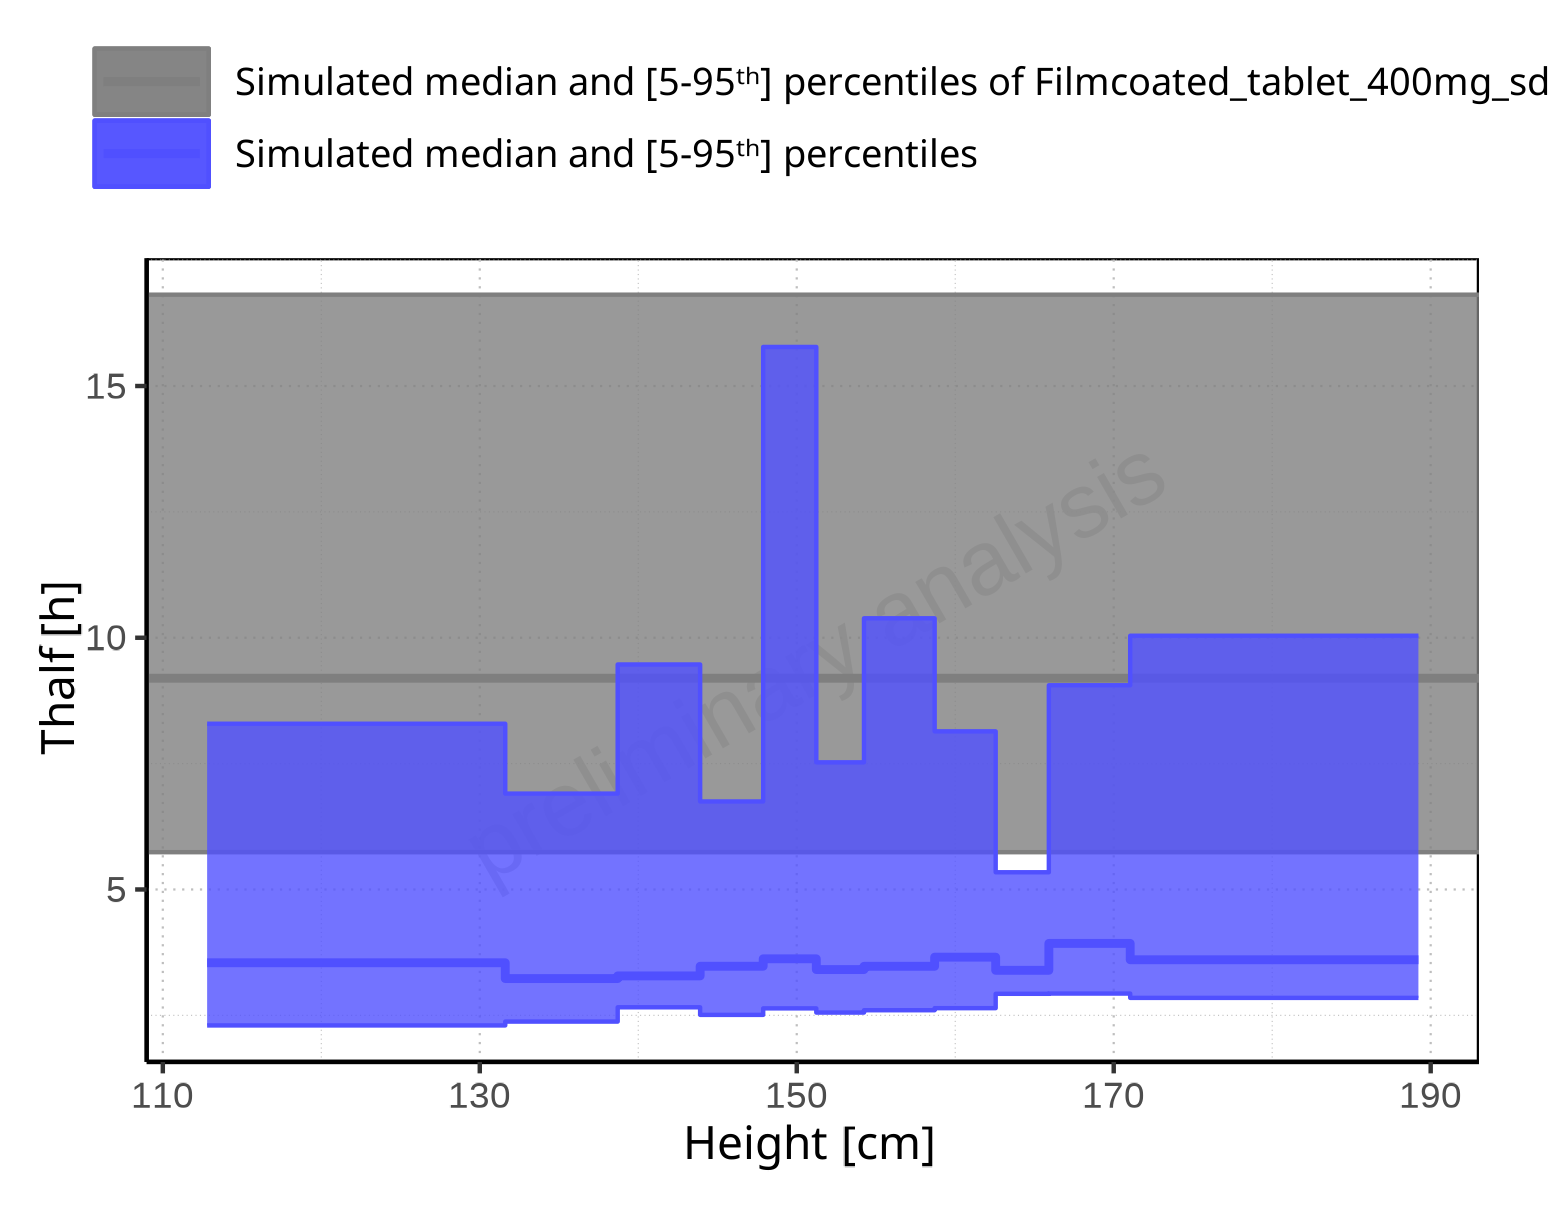 Simulated median and [5-95ᵗʰ] percentiles of Filmcoated_tablet_400mg_sd
Simulated median and [5-95ᵗʰ] percentiles
15
10
5
Thalf [h]
preliminary analysis
110 130 150 170 190
Height [cm]